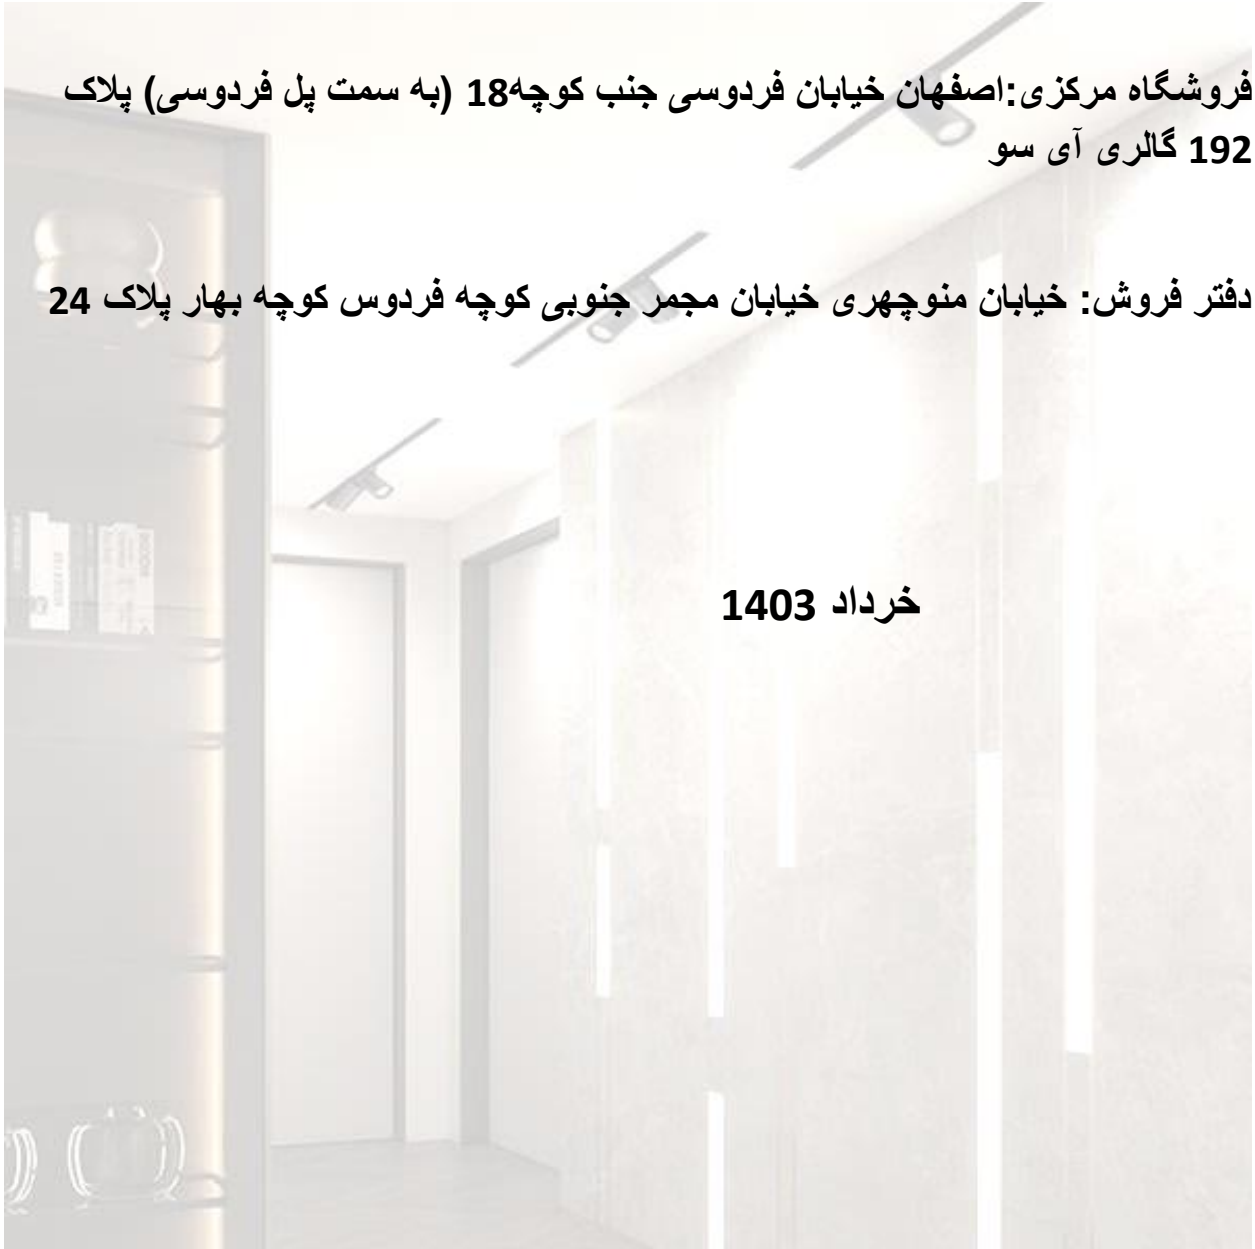 فروشگاه مرکزی:اصفهان خیابان فردوسی جنب کوچه18 (به سمت پل فردوسی) پلاک
192 گالری آی سو
دفتر فروش: خیابان منوچهری خیابان مجمر جنوبی کوچه فردوس کوچه بهار پلاک 24
خرداد 1403